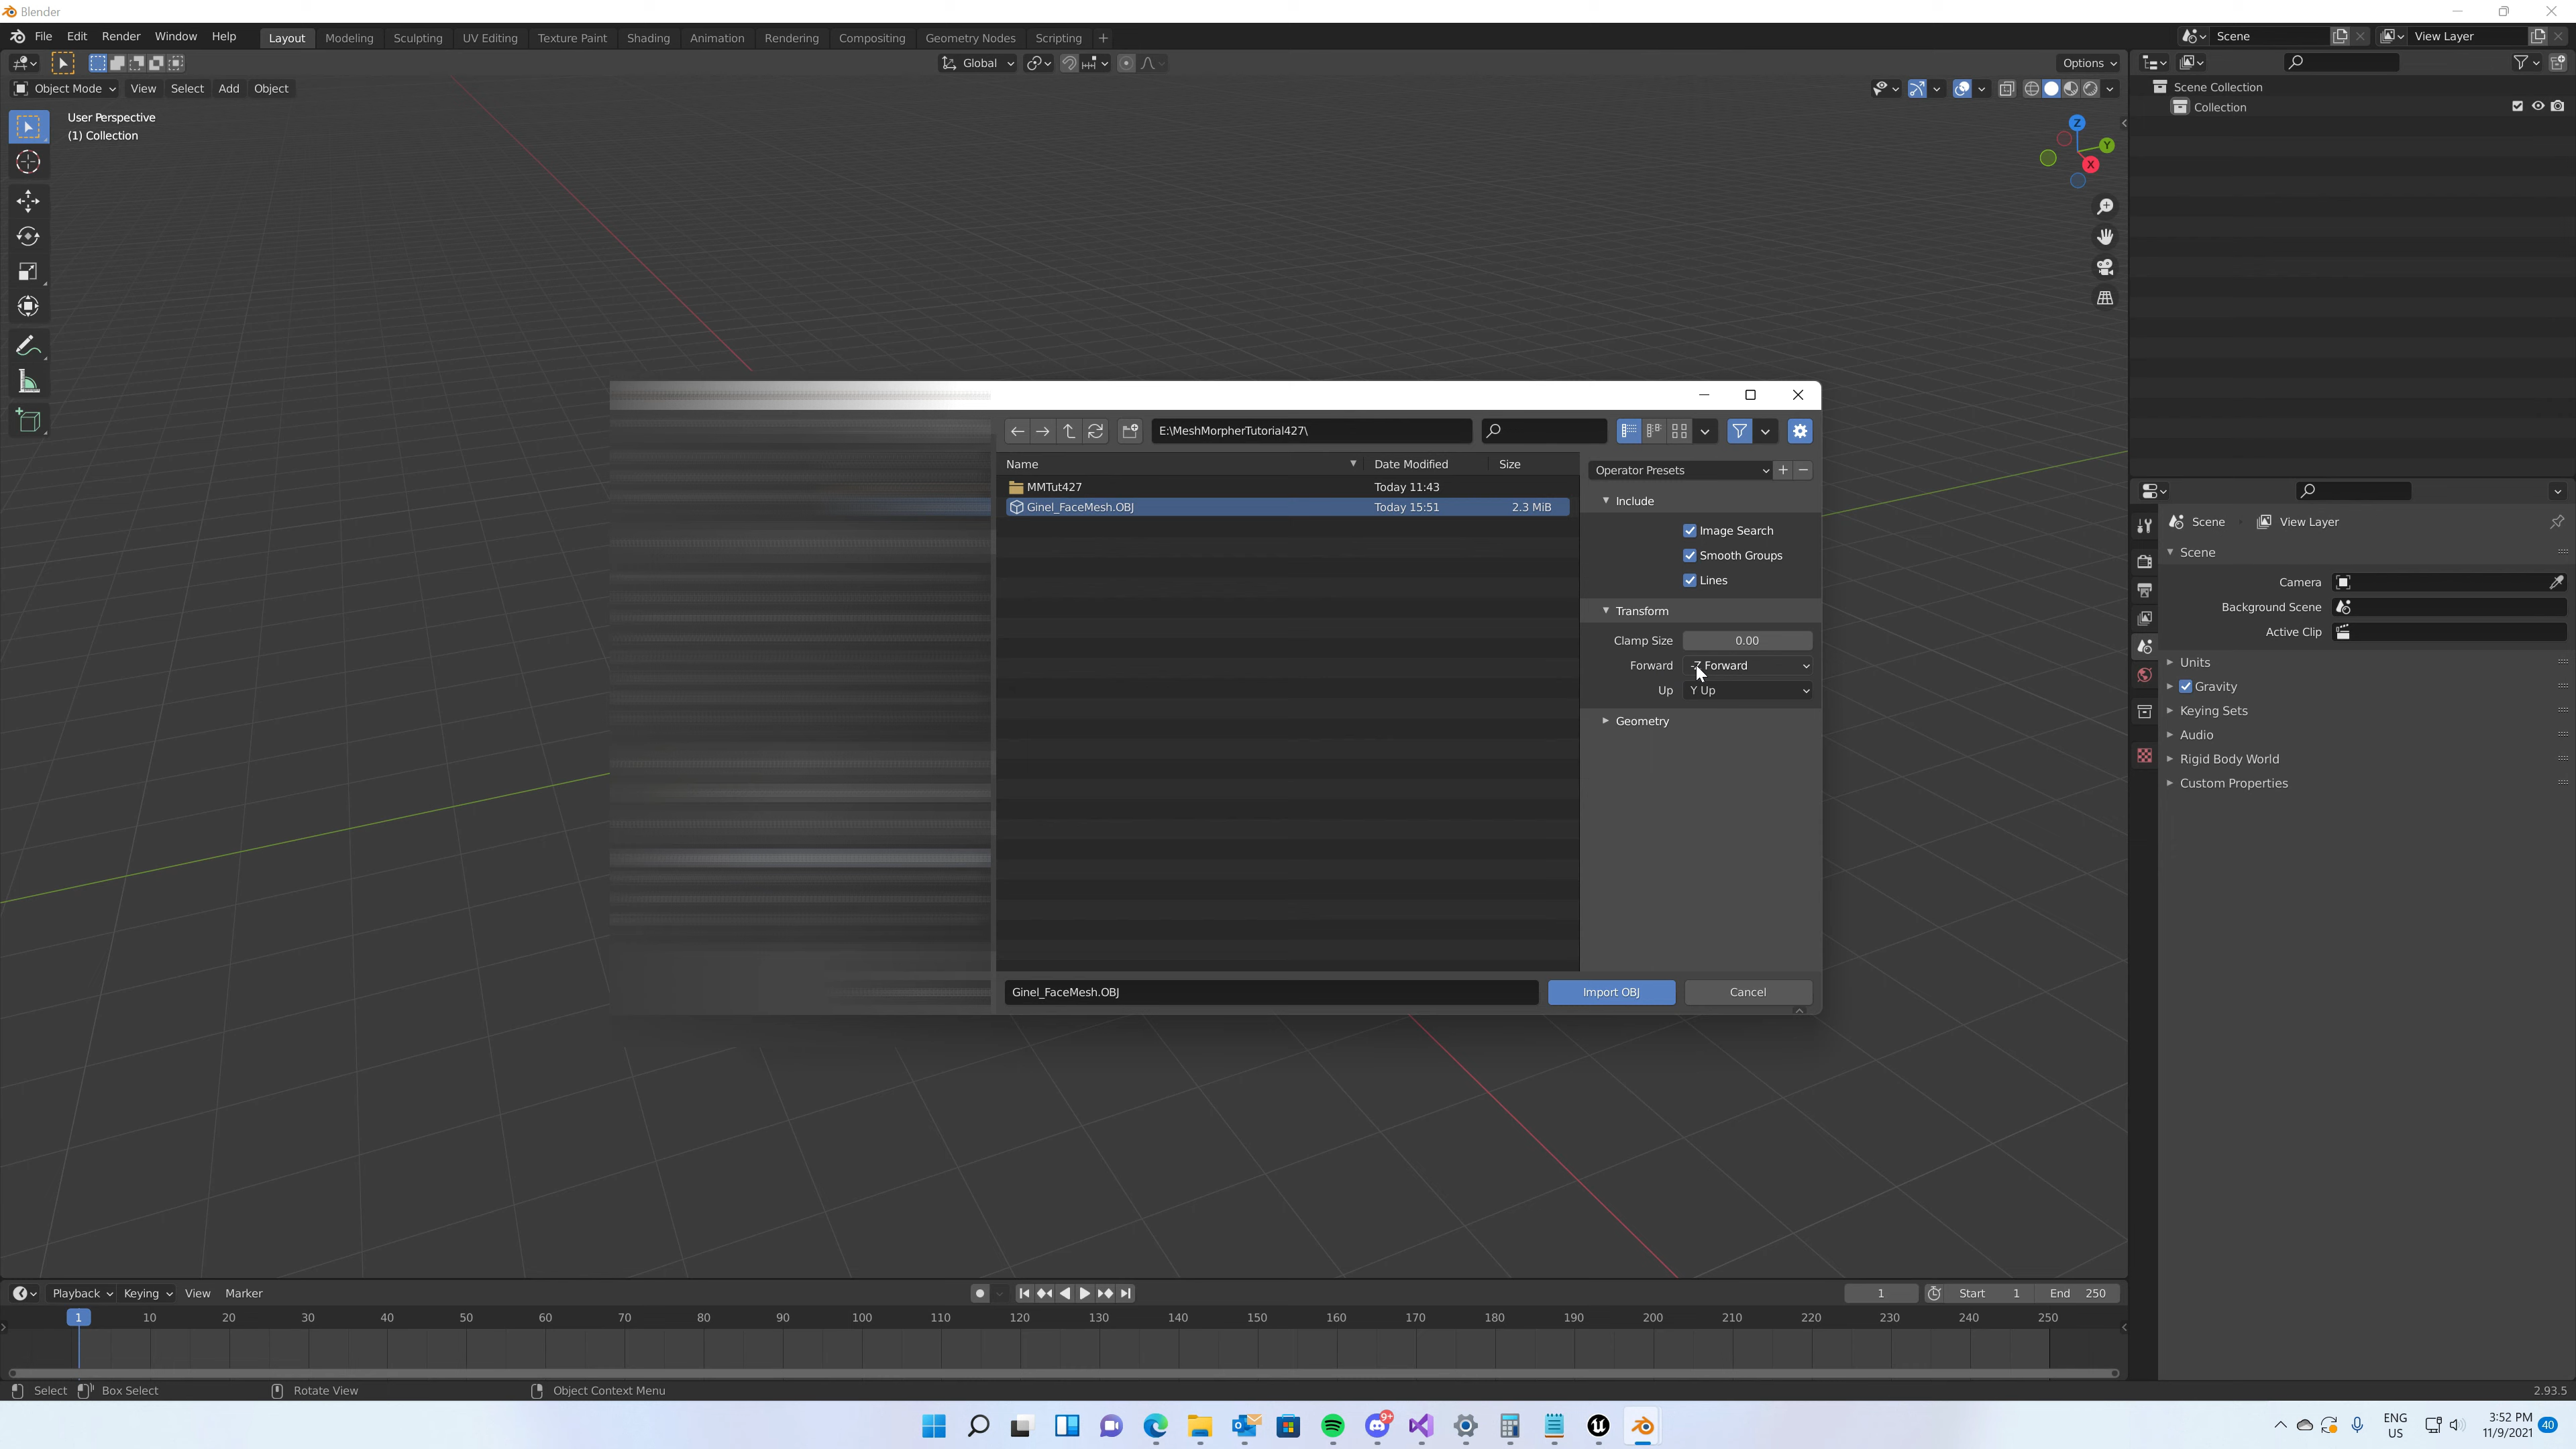 Blender
File Edit Render Window Help Layout Modeling Sculpting UV Editing Texture Paint Shading Animation Rendering Compositing Geometry Nodes Scripting + Scene View Layer
Global Options
Object Mode View Select Add Object
User Perspective
(1) Collection
Z
Y
X
Scene Collection
Collection
E:\MeshMorpherTutorial427\
Name Date Modified Size
MMTut427 Today 11:43
Ginel_FaceMesh.OBJ Today 15:51 2.3 MiB
Operator Presets
Include
Image Search
Smooth Groups
Lines
Transform
Clamp Size 0.00
Forward -Z Forward
Up Y Up
Geometry
Ginel_FaceMesh.OBJ Import OBJ Cancel
Scene View Layer
Scene
Camera
Background Scene
Active Clip
Units
Gravity
Keying Sets
Audio
Rigid Body World
Custom Properties
Playback Keying View Marker 1 Start 1 End 250
1 10 20 30 40 50 60 70 80 90 100 110 120 130 140 150 160 170 180 190 200 210 220 230 240 250
Select Box Select Rotate View Object Context Menu 2.93.5
9+
ENG
US
3:52 PM
11/9/2021
40